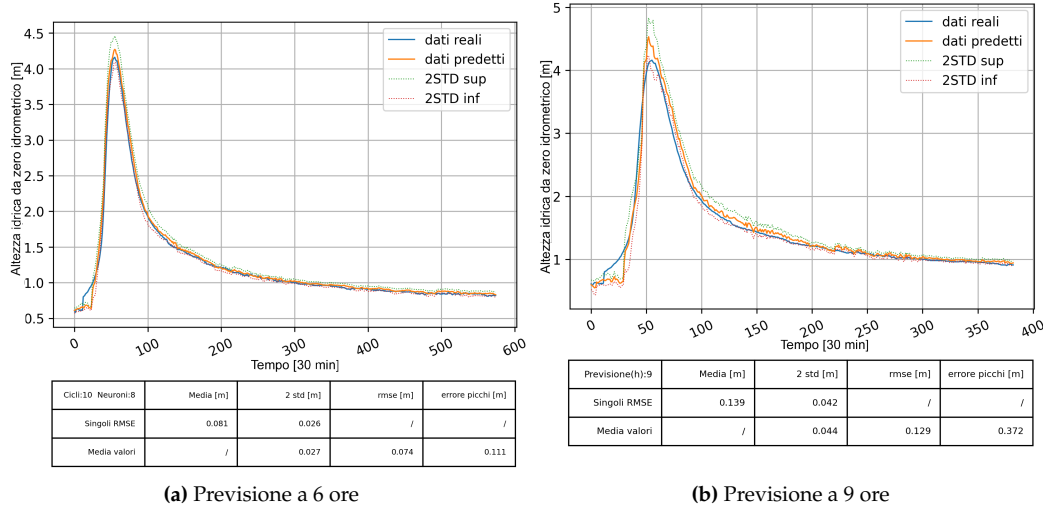 dati reali
dati predetti
2STD sup
2STD inf
Altezza idrica da zero idrometrico [m]
4.5
4.0
3.5
3.0
2.5
2.0
1.5
1.0
0.5
0
100
200
300
400
500
600
Tempo [30 min]
Cicli:10 Neuroni:8 Media [m] 2 std [m] rmse [m] errore picchi [m]
Singoli RMSE 0.081 0.026 / /
Media valori / 0.027 0.074 0.111
(a) Previsione a 6 ore
dati reali
dati predetti
2STD sup
2STD inf
Altezza idrica da zero idrometrico [m]
5
4
3
2
1
0
50
100
150
200
250
300
350
400
Tempo [30 min]
Previsione(h):9 Media [m] 2 std [m] rmse [m] errore picchi [m]
Singoli RMSE 0.139 0.042 / /
Media valori / 0.044 0.129 0.372
(b) Previsione a 9 ore